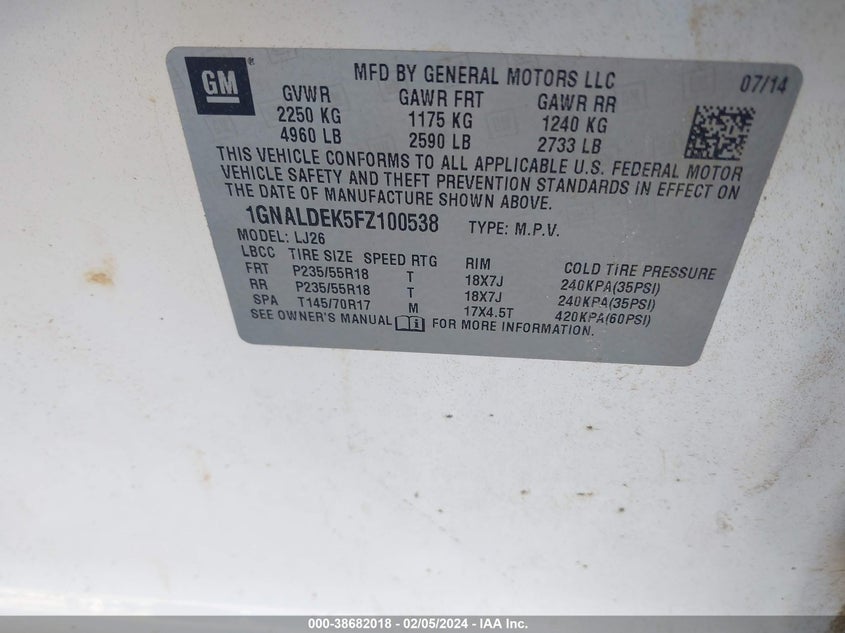 GM ®
MFD BY GENERAL MOTORS LLC 07/14
GVWR GAWR FRT GAWR RR
2250 KG 1175 KG 1240 KG
4960 LB 2590 LB 2733 LB
THIS VEHICLE CONFORMS TO ALL APPLICABLE U.S. FEDERAL MOTOR
VEHICLE SAFETY AND THEFT PREVENTION STANDARDS IN EFFECT ON
THE DATE OF MANUFACTURE SHOWN ABOVE.
1GNALDEK5FZ100538 TYPE: M.P.V.
MODEL: LJ26
LBCC TIRE SIZE SPEED RTG RIM COLD TIRE PRESSURE
FRT P235/55R18 T 18X7J 240KPA(35PSI)
RR P235/55R18 T 18X7J 240KPA(35PSI)
SPA T145/70R17 M 17X4.5T 420KPA(60PSI)
SEE OWNER'S MANUAL FOR MORE INFORMATION.
000-38682018 - 02/05/2024 - IAA Inc.